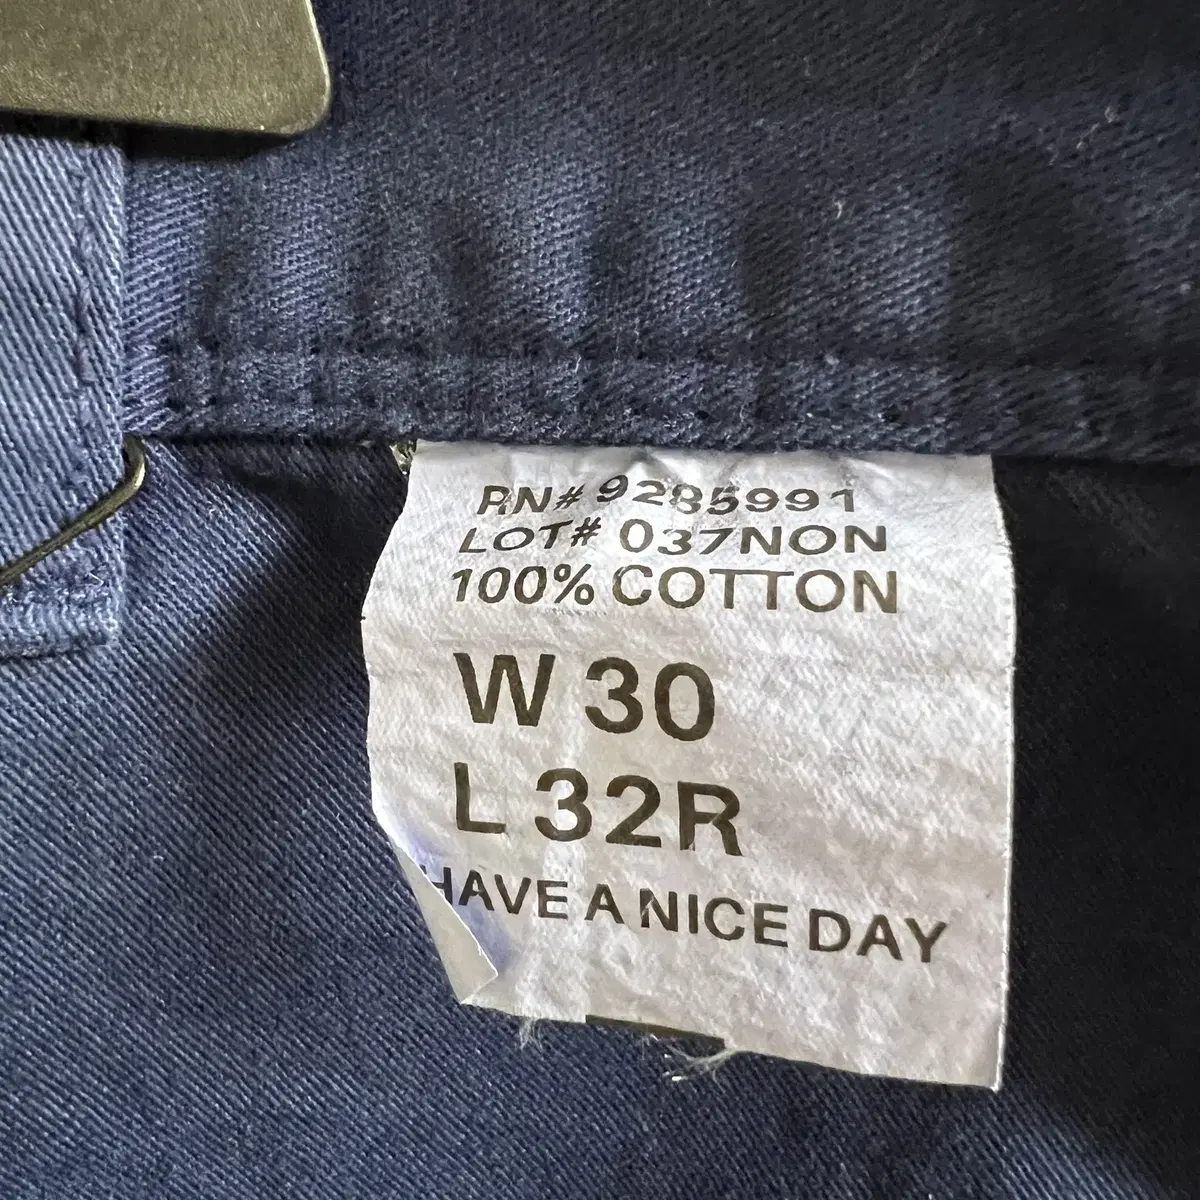 RN# 9285991
LOT# 037NON
100% COTTON
W 30
L 32R
HAVE A NICE DAY